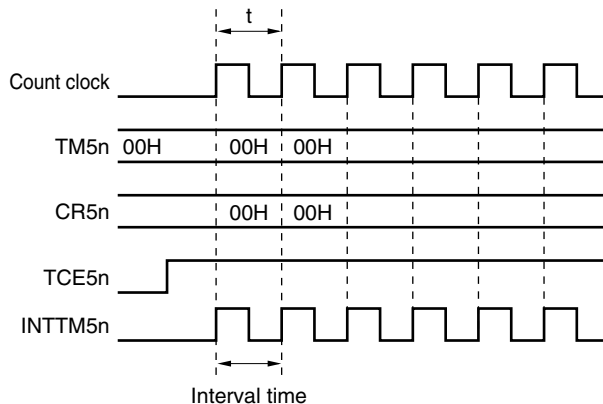 t
Count clock
TM5n 00H 00H 00H
CR5n 00H 00H
TCE5n
INTTM5n
Interval time